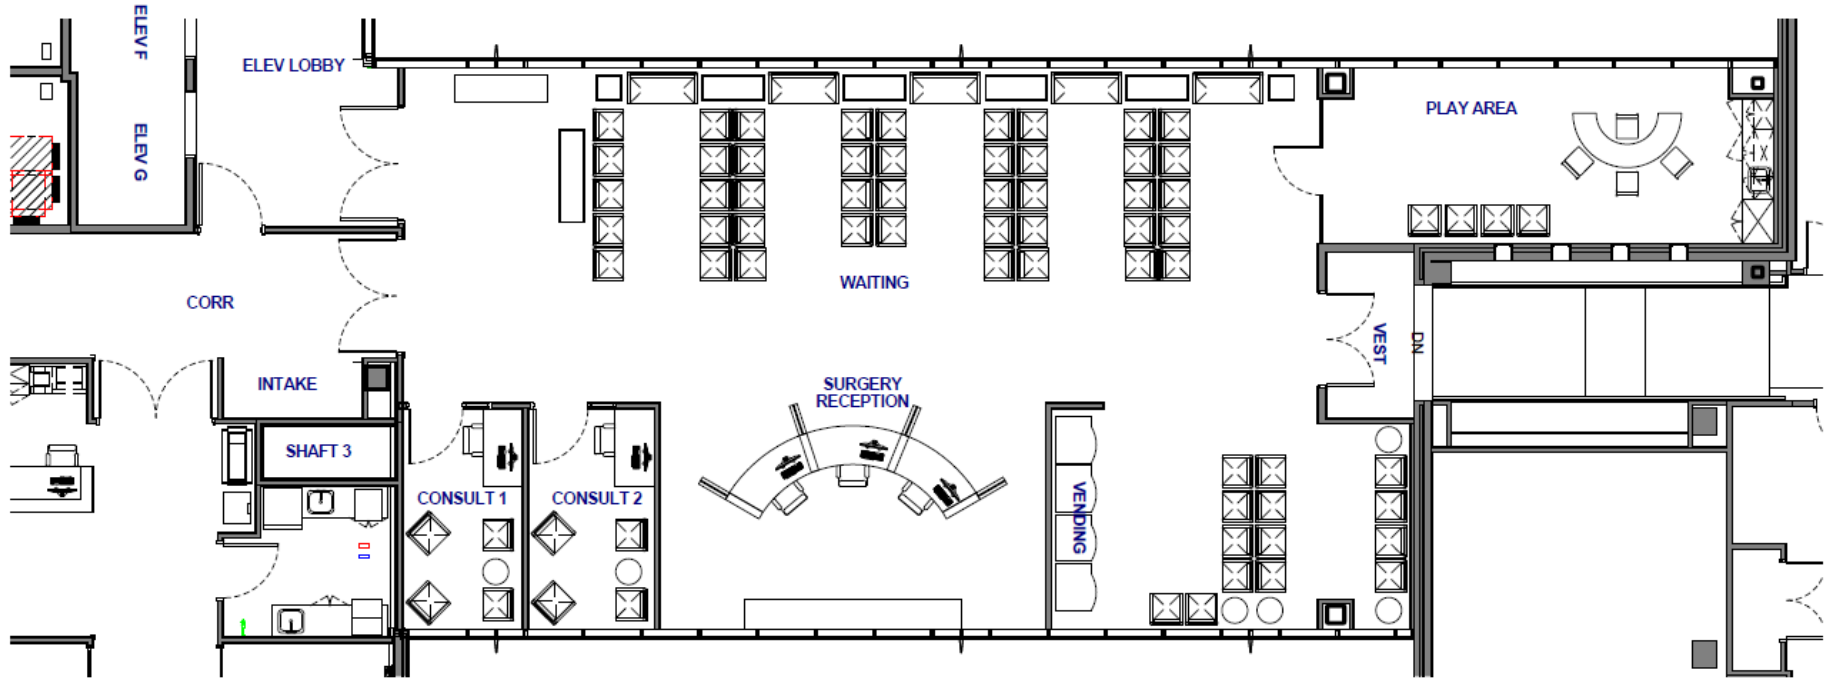 ELEV F
ELEV LOBBY
ELEV G
PLAY AREA
WAITING
CORR
VEST
DN
INTAKE
SURGERY
RECEPTION
SHAFT 3
CONSULT 1
CONSULT 2
VENDING